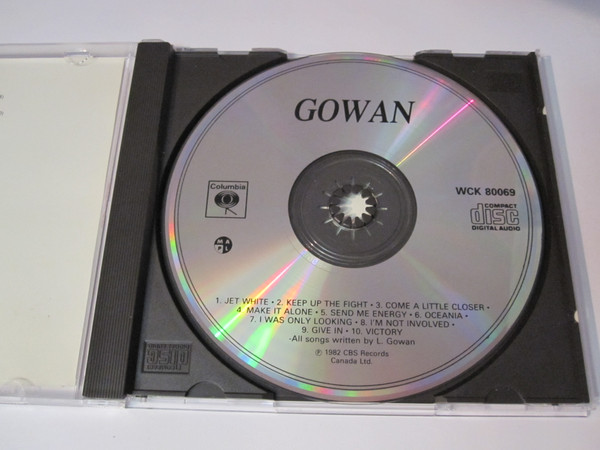 GOWAN
Columbia
WCK 80069
COMPACT
disc
DIGITAL AUDIO
1. JET WHITE • 2. KEEP UP THE FIGHT • 3. COME A LITTLE CLOSER •
4. MAKE IT ALONE • 5. SEND ME ENERGY • 6. OCEANIA •
7. I WAS ONLY LOOKING • 8. I'M NOT INVOLVED •
9. GIVE IN • 10. VICTORY
-All songs written by L. Gowan
℗ 1982 CBS Records
Canada Ltd.